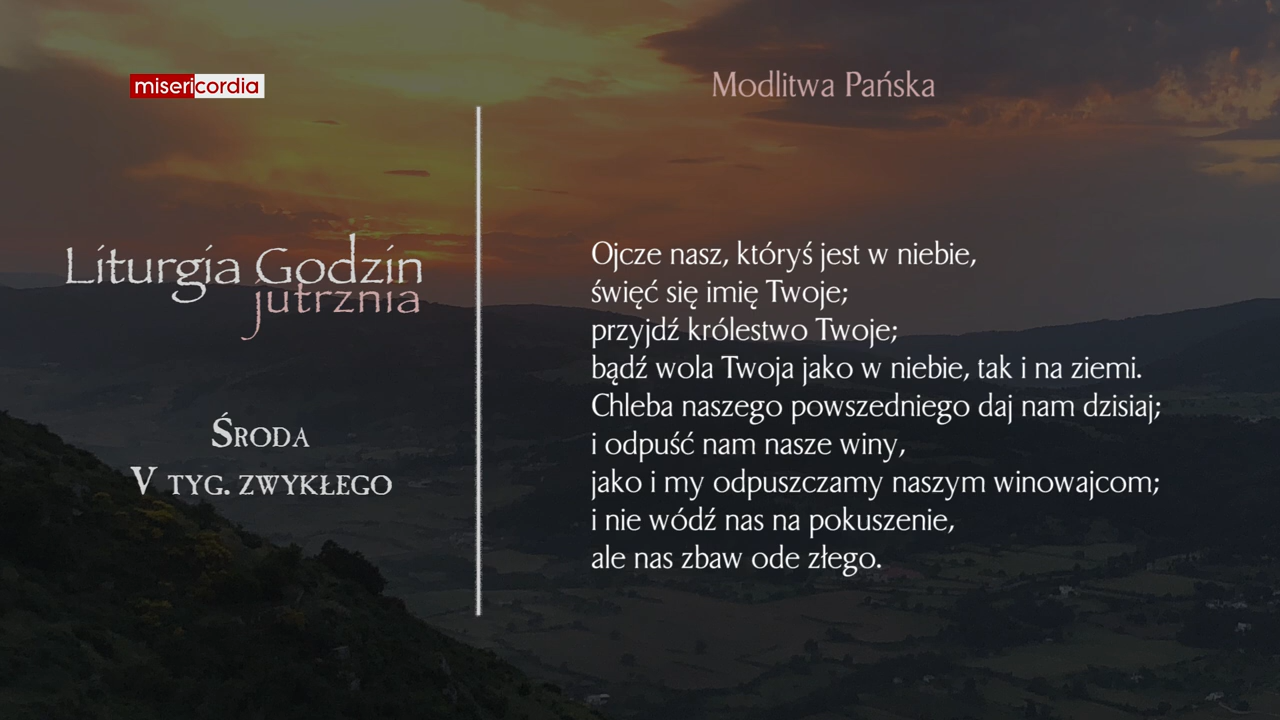 misericordia
Liturgia Godzin
jutrznia
Środa
V tyg. zwykłego
Modlitwa Pańska
Ojcze nasz, któryś jest w niebie,
święć się imię Twoje;
przyjdź królestwo Twoje;
bądź wola Twoja jako w niebie, tak i na ziemi.
Chleba naszego powszedniego daj nam dzisiaj;
i odpuść nam nasze winy,
jako i my odpuszczamy naszym winowajcom;
i nie wódź nas na pokuszenie,
ale nas zbaw ode złego.